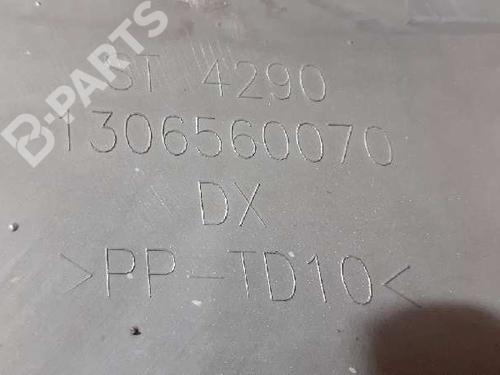 B-PARTS
ST 4290
1306560070
DX
>PP-TD10<